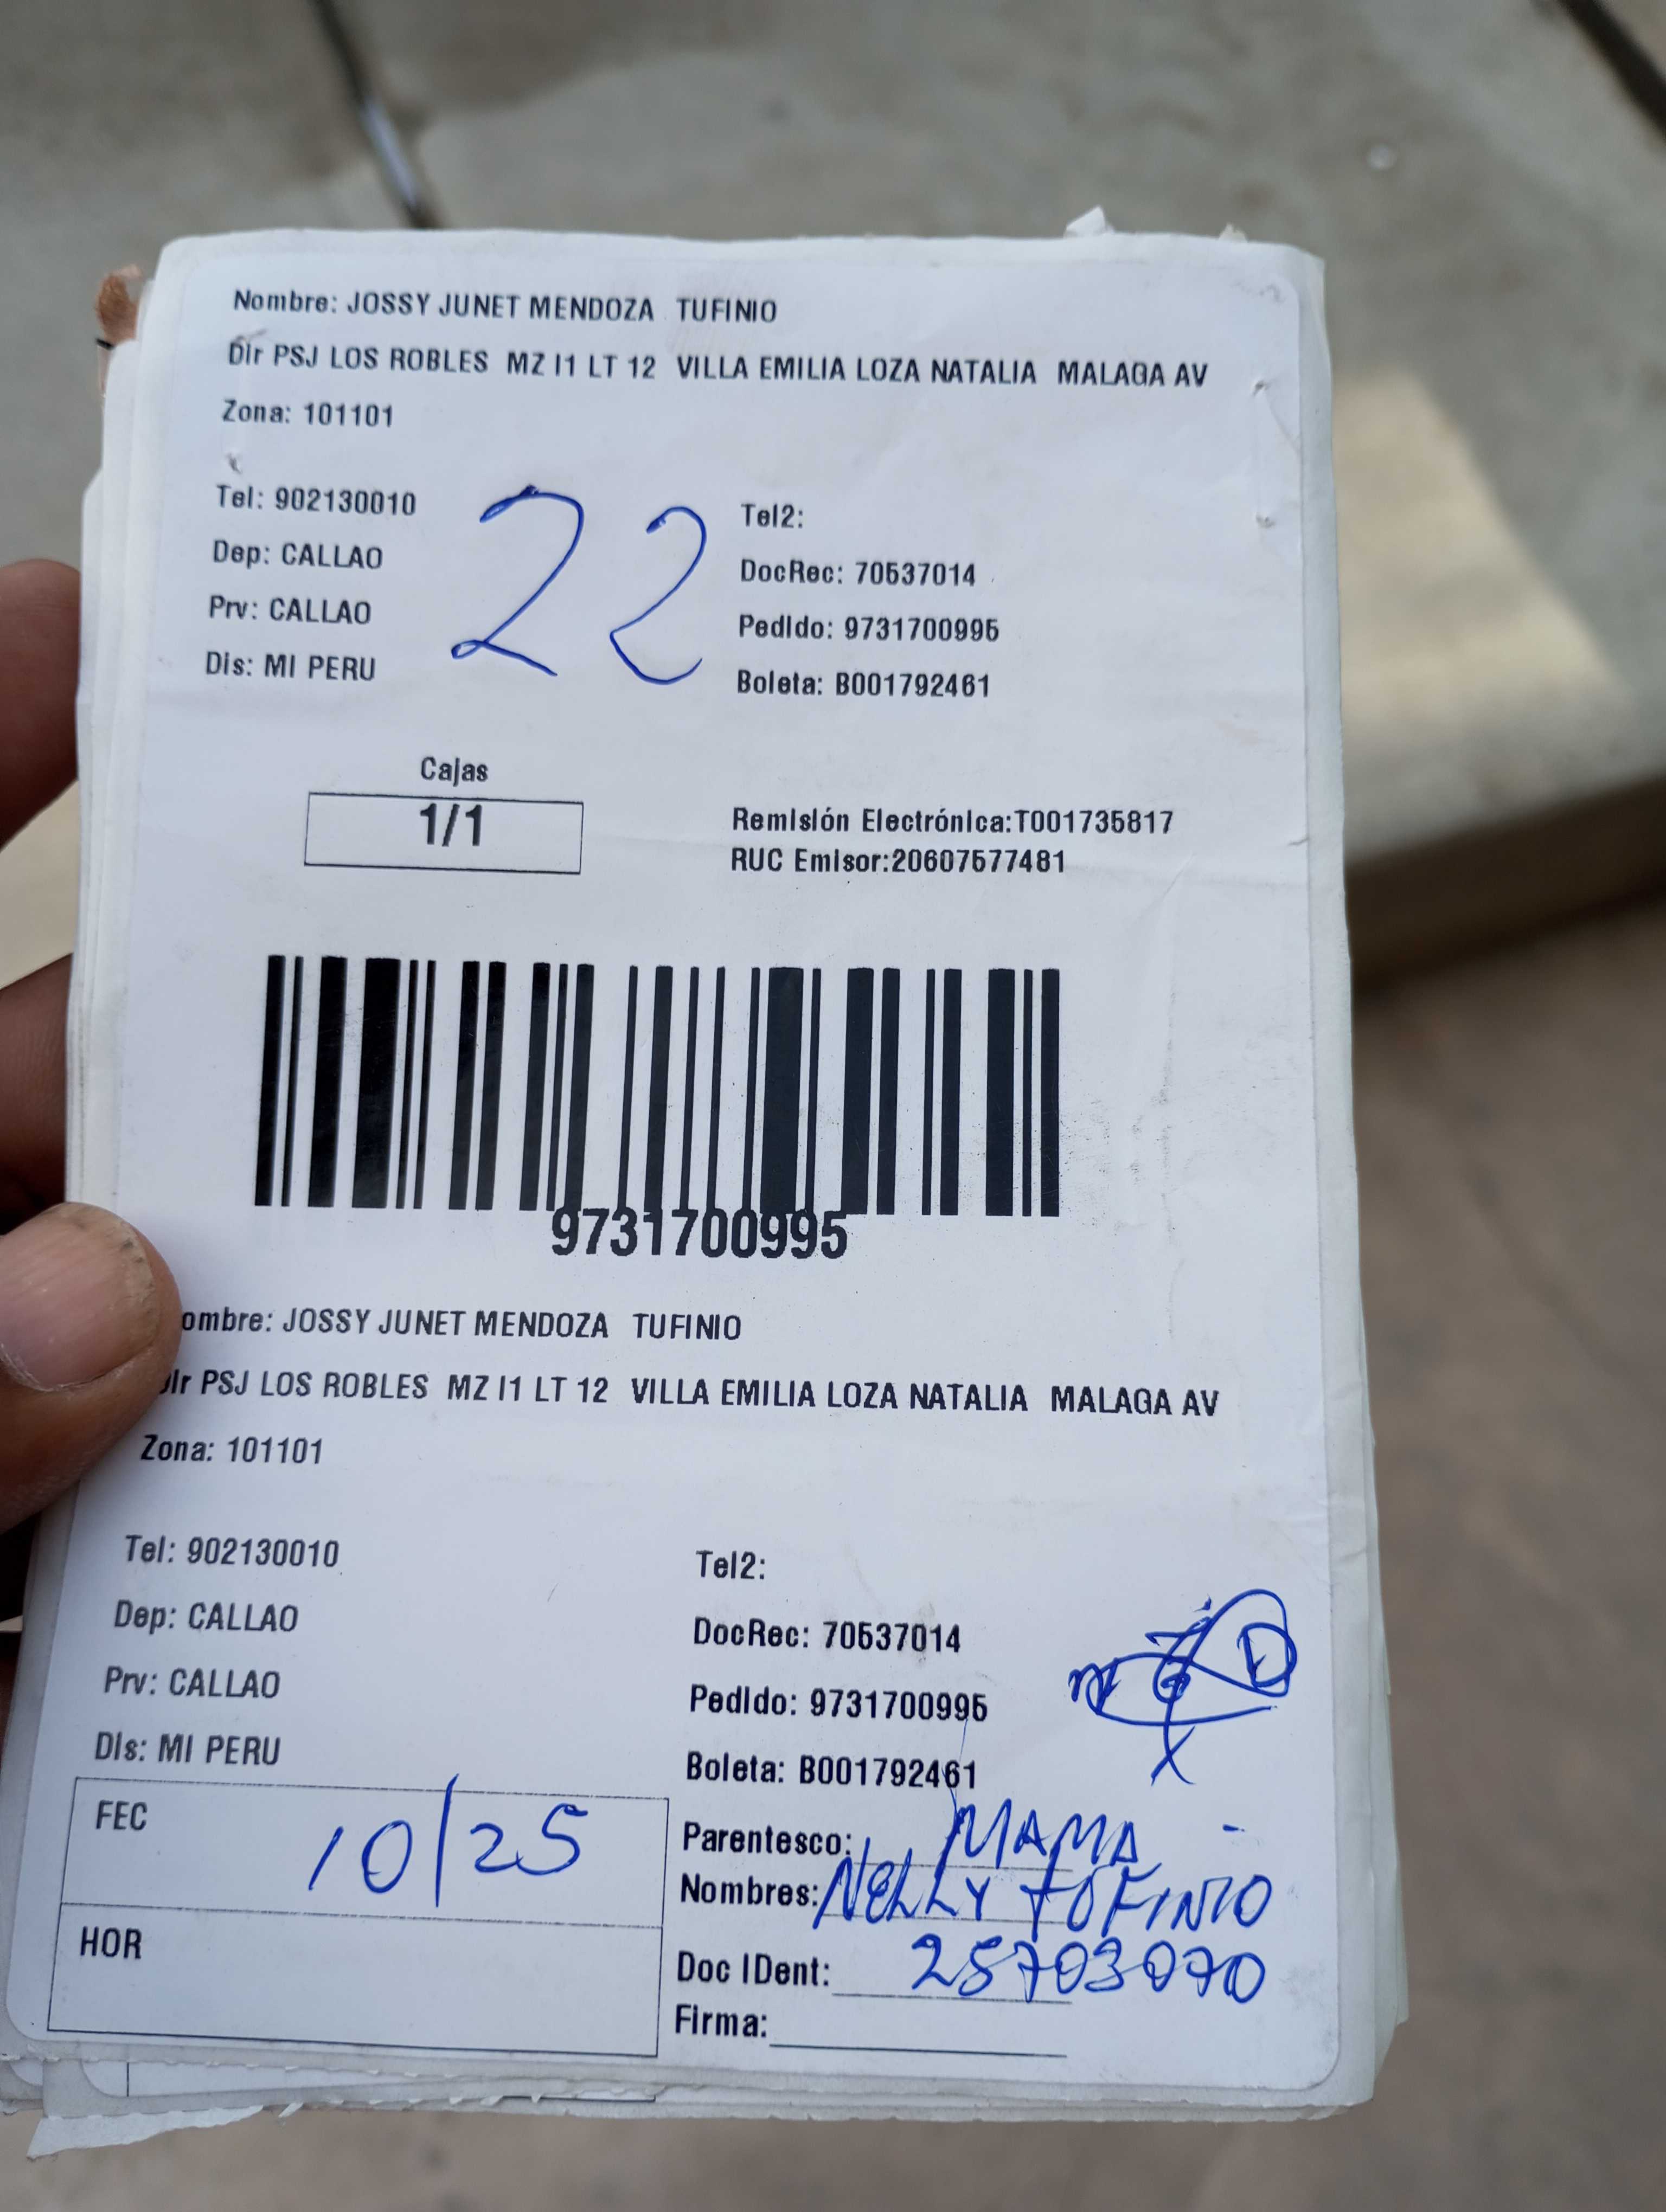 Nombre: JOSSY JUNET MENDOZA TUFINIO
Dir PSJ LOS ROBLES MZ I1 LT 12 VILLA EMILIA LOZA NATALIA MALAGA AV
Zona: 101101
22
Tel: 902130010
Tel2:
Dep: CALLAO
DocRec: 70537014
Prv: CALLAO
Pedido: 9731700995
Dis: MI PERU
Boleta: B001792461
Cajas
1/1
Remisión Electrónica:T001735817
RUC Emisor:20607577481
9731700995
ombre: JOSSY JUNET MENDOZA TUFINIO
Dir PSJ LOS ROBLES MZ I1 LT 12 VILLA EMILIA LOZA NATALIA MALAGA AV
Zona: 101101
Tel: 902130010
Tel2:
Dep: CALLAO
DocRec: 70537014
Prv: CALLAO
Pedido: 9731700995
Dis: MI PERU
Boleta: B001792461
FEC 10/25
Parentesco: MAMA
Nombres: NELLY TOFINIO
HOR
Doc IDent: 25703070
Firma: